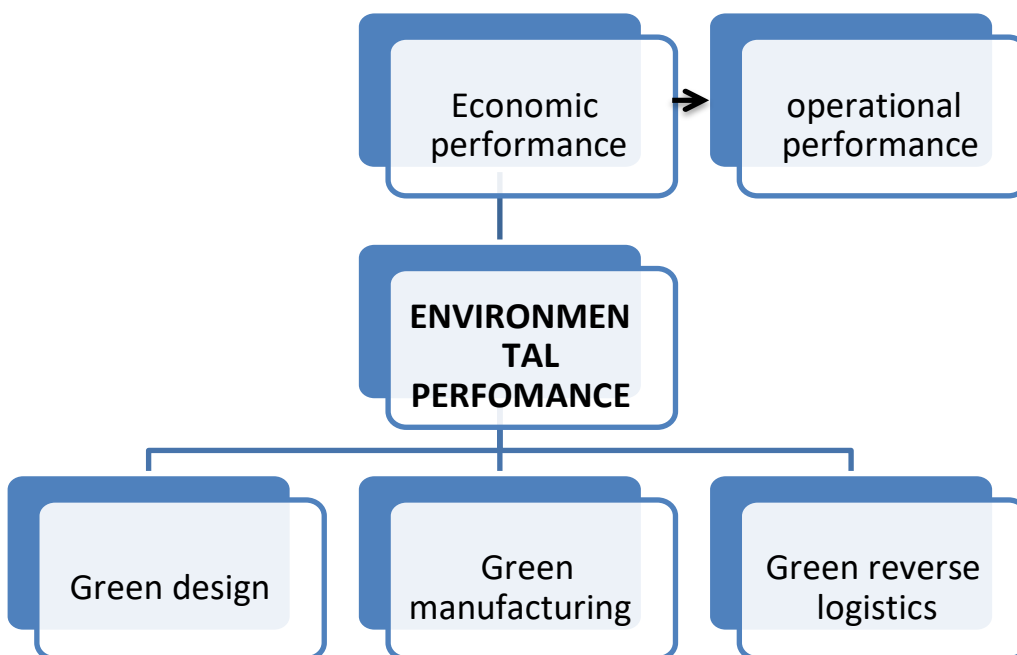 Economic
performance
operational
performance
ENVIRONMEN
TAL
PERFOMANCE
Green design
Green
manufacturing
Green reverse
logistics